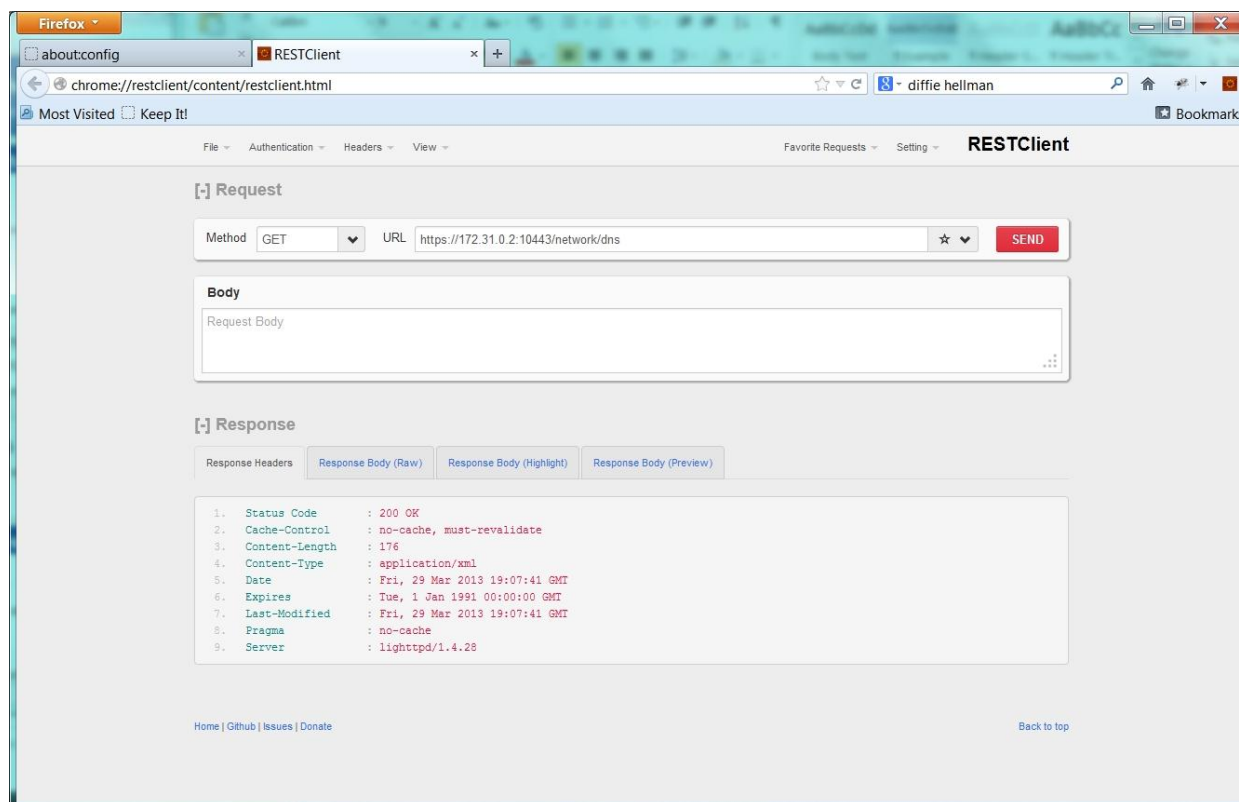 Firefox
about:config × RESTClient × +
chrome://restclient/content/restclient.html diffie hellman
Most Visited Keep It! Bookmark
File Authentication Headers View Favorite Requests Setting RESTClient
[-] Request
Method GET URL https://172.31.0.2:10443/network/dns SEND
Body
Request Body
[-] Response
Response Headers Response Body (Raw) Response Body (Highlight) Response Body (Preview)
1. Status Code : 200 OK
2. Cache-Control : no-cache, must-revalidate
3. Content-Length : 176
4. Content-Type : application/xml
5. Date : Fri, 29 Mar 2013 19:07:41 GMT
6. Expires : Tue, 1 Jan 1991 00:00:00 GMT
7. Last-Modified : Fri, 29 Mar 2013 19:07:41 GMT
8. Pragma : no-cache
9. Server : lighttpd/1.4.28
Home | Github | Issues | Donate Back to top